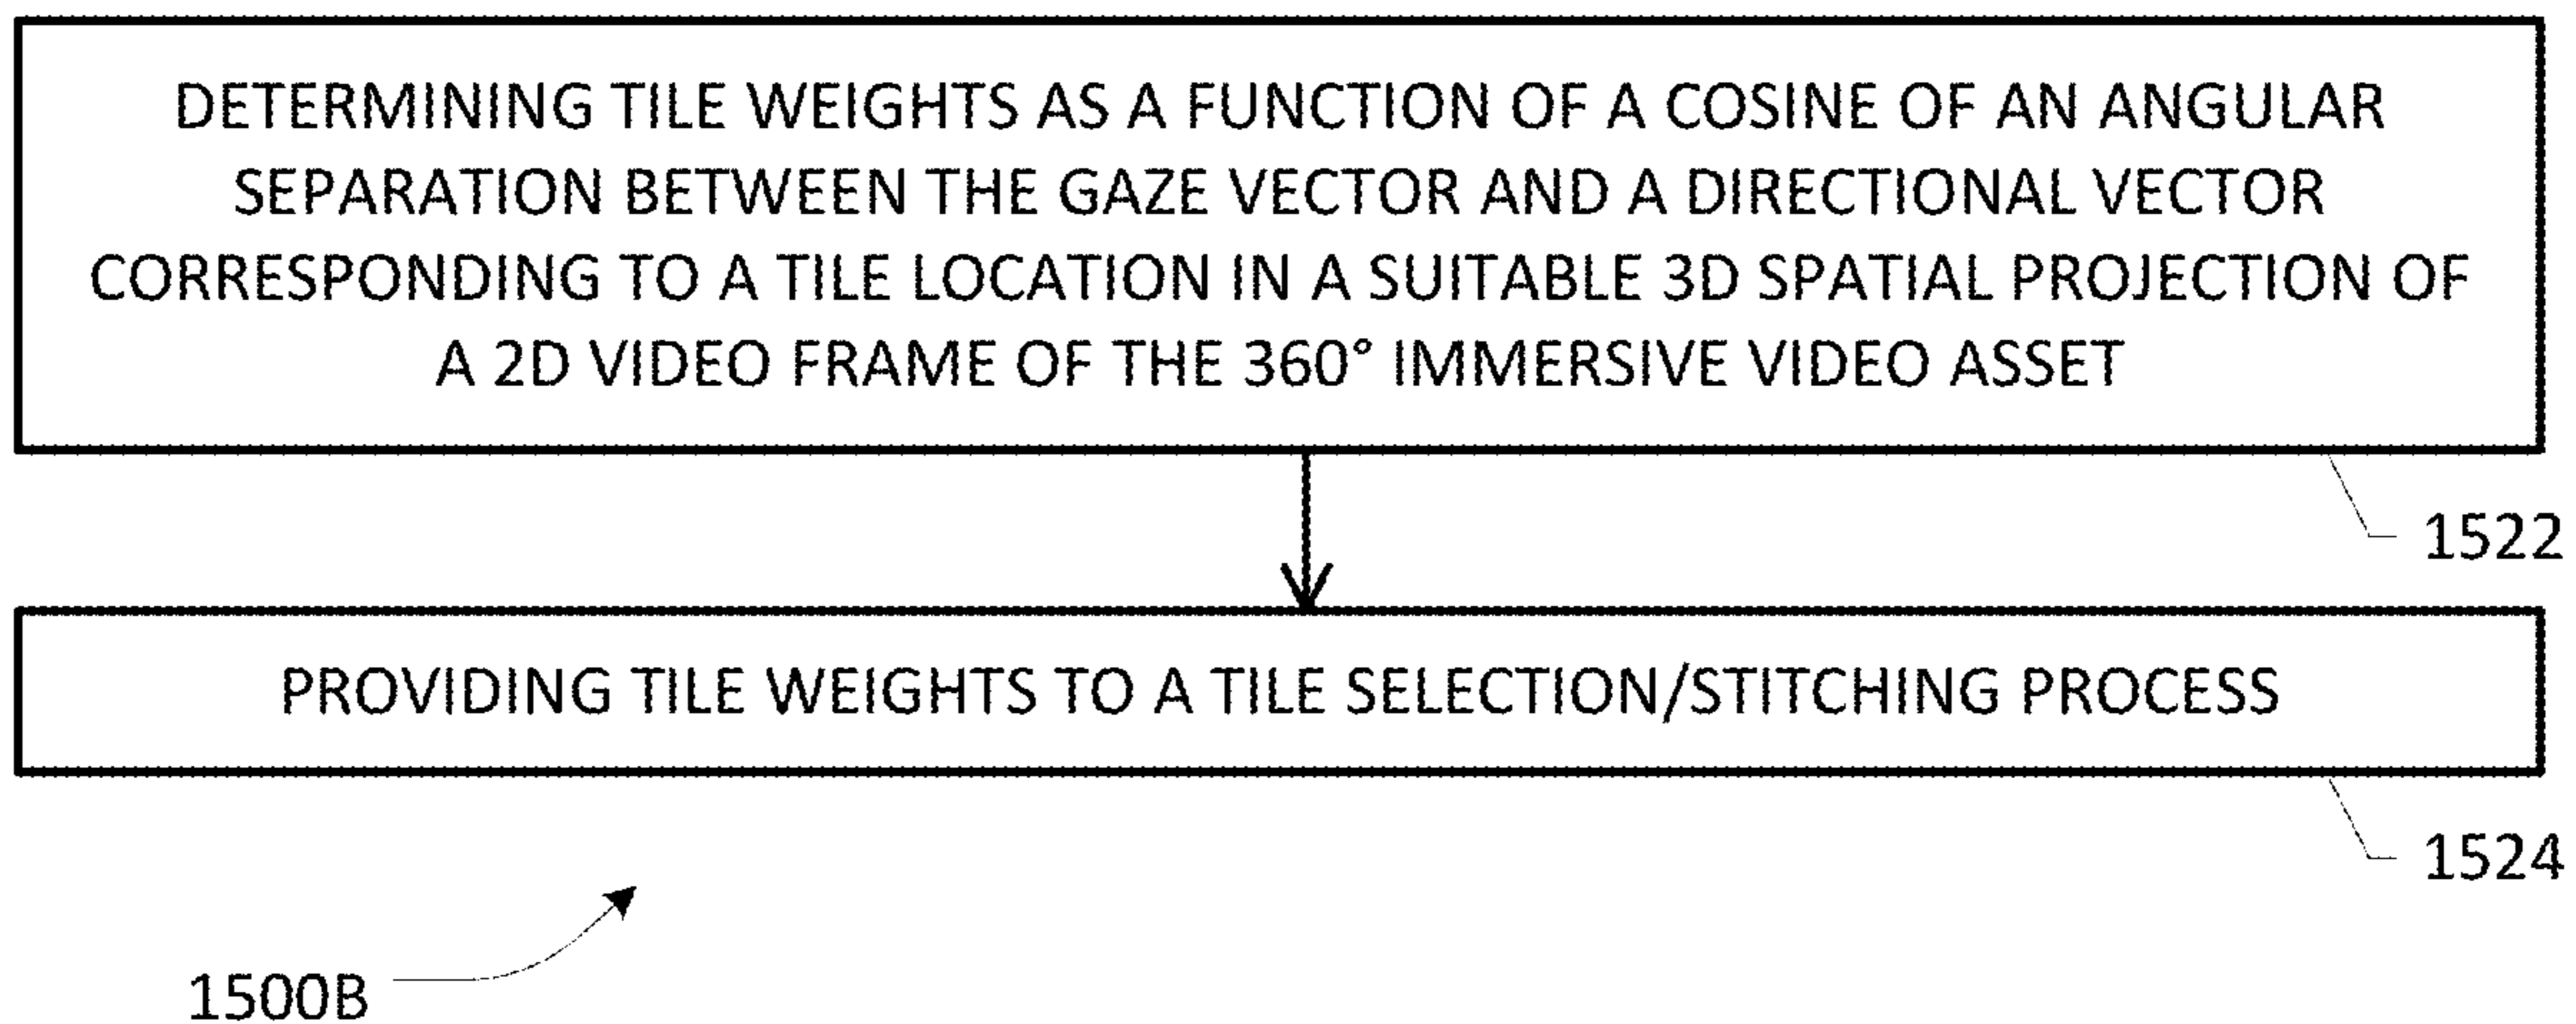 DETERMINING TILE WEIGHTS AS A FUNCTION OF A COSINE OF AN ANGULAR
SEPARATION BETWEEN THE GAZE VECTOR AND A DIRECTIONAL VECTOR
CORRESPONDING TO A TILE LOCATION IN A SUITABLE 3D SPATIAL PROJECTION OF
A 2D VIDEO FRAME OF THE 360° IMMERSIVE VIDEO ASSET
1522
PROVIDING TILE WEIGHTS TO A TILE SELECTION/STITCHING PROCESS
1524
1500B